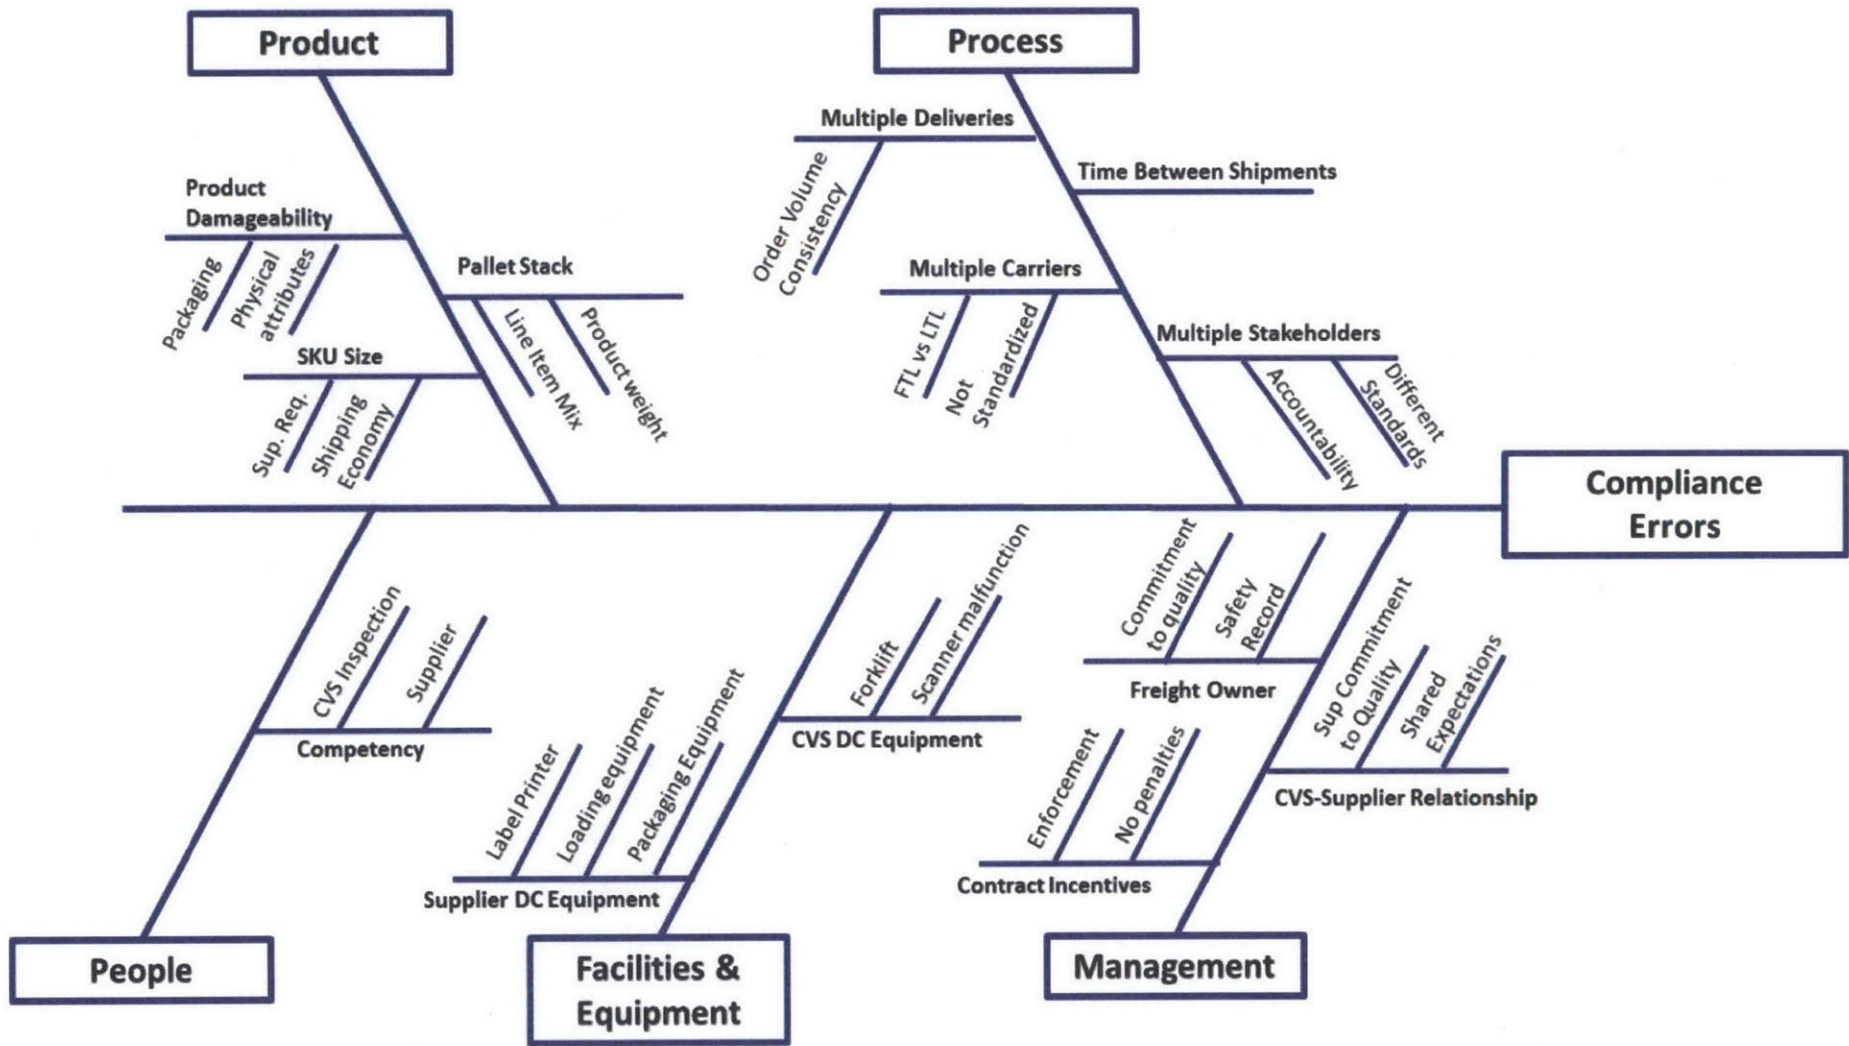 Product
Process
Multiple Deliveries
Order Volume
Consistency
Time Between Shipments
Product
Damageability
Packaging
Physical
attributes
Pallet Stack
Line Item Mix
Product weight
Multiple Carriers
FTL vs LTL
Not
Standardized
SKU Size
Sup. Req.
Shipping
Economy
Multiple Stakeholders
Accountability
Different
Standards
Compliance
Errors
CVS Inspection
Supplier
Competency
Forklift
Scanner malfunction
CVS DC Equipment
Label Printer
Loading equipment
Packaging Equipment
Supplier DC Equipment
Commitment
to quality
Safety
Record
Freight Owner
Sup Commitment
to Quality
Shared
Expectations
CVS-Supplier Relationship
Enforcement
No penalties
Contract Incentives
People
Facilities &
Equipment
Management